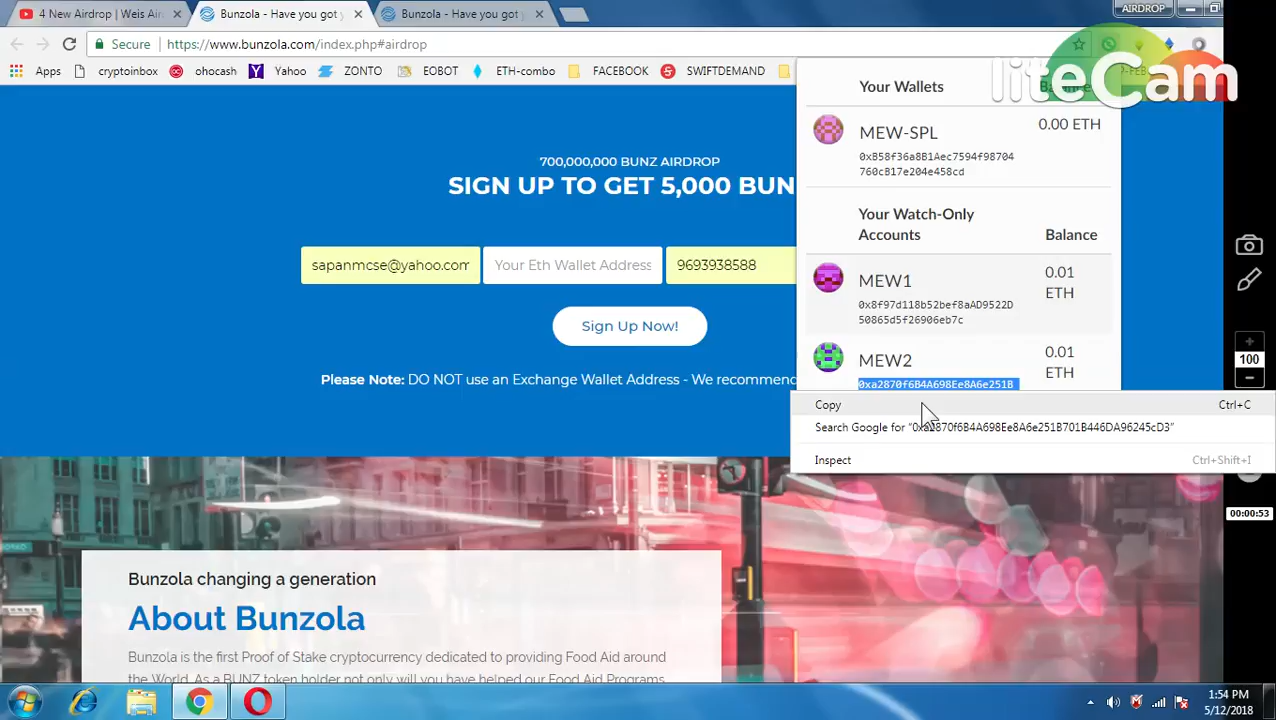 4 New Airdrop | Weis Air
Bunzola - Have you got y
Bunzola - Have you got y
AIRDROP
Secure
https://www.bunzola.com/index.php#airdrop
Apps
cryptoinbox
ohocash
Yahoo
ZONTO
EOBOT
ETH-combo
FACEBOOK
SWIFTDEMAND
liteCam
Your Wallets
MEW-SPL
0.00 ETH
0xB58f36a8B1Aec7594f98704
760cB17e204e458cd
Your Watch-Only
Accounts
Balance
MEW1
0.01
ETH
0x8f97d118b52bef8aAD9522D
50865d5f26906eb7c
MEW2
0.01
ETH
0xa2870f6B4A698Ee8A6e251B
Copy
Ctrl+C
Search Google for "0xa2870f6B4A698Ee8A6e251B701B446DA96245cD3"
Inspect
Ctrl+Shift+I
700,000,000 BUNZ AIRDROP
SIGN UP TO GET 5,000 BUN
sapanmcse@yahoo.com
Your Eth Wallet Address
9693938588
Sign Up Now!
Please Note: DO NOT use an Exchange Wallet Address - We recommend
Bunzola changing a generation
About Bunzola
Bunzola is the first Proof of Stake cryptocurrency dedicated to providing Food Aid around
the World. As a BUNZ token holder not only will you have helped our Food Aid Programs
100
00:00:53
1:54 PM
5/12/2018